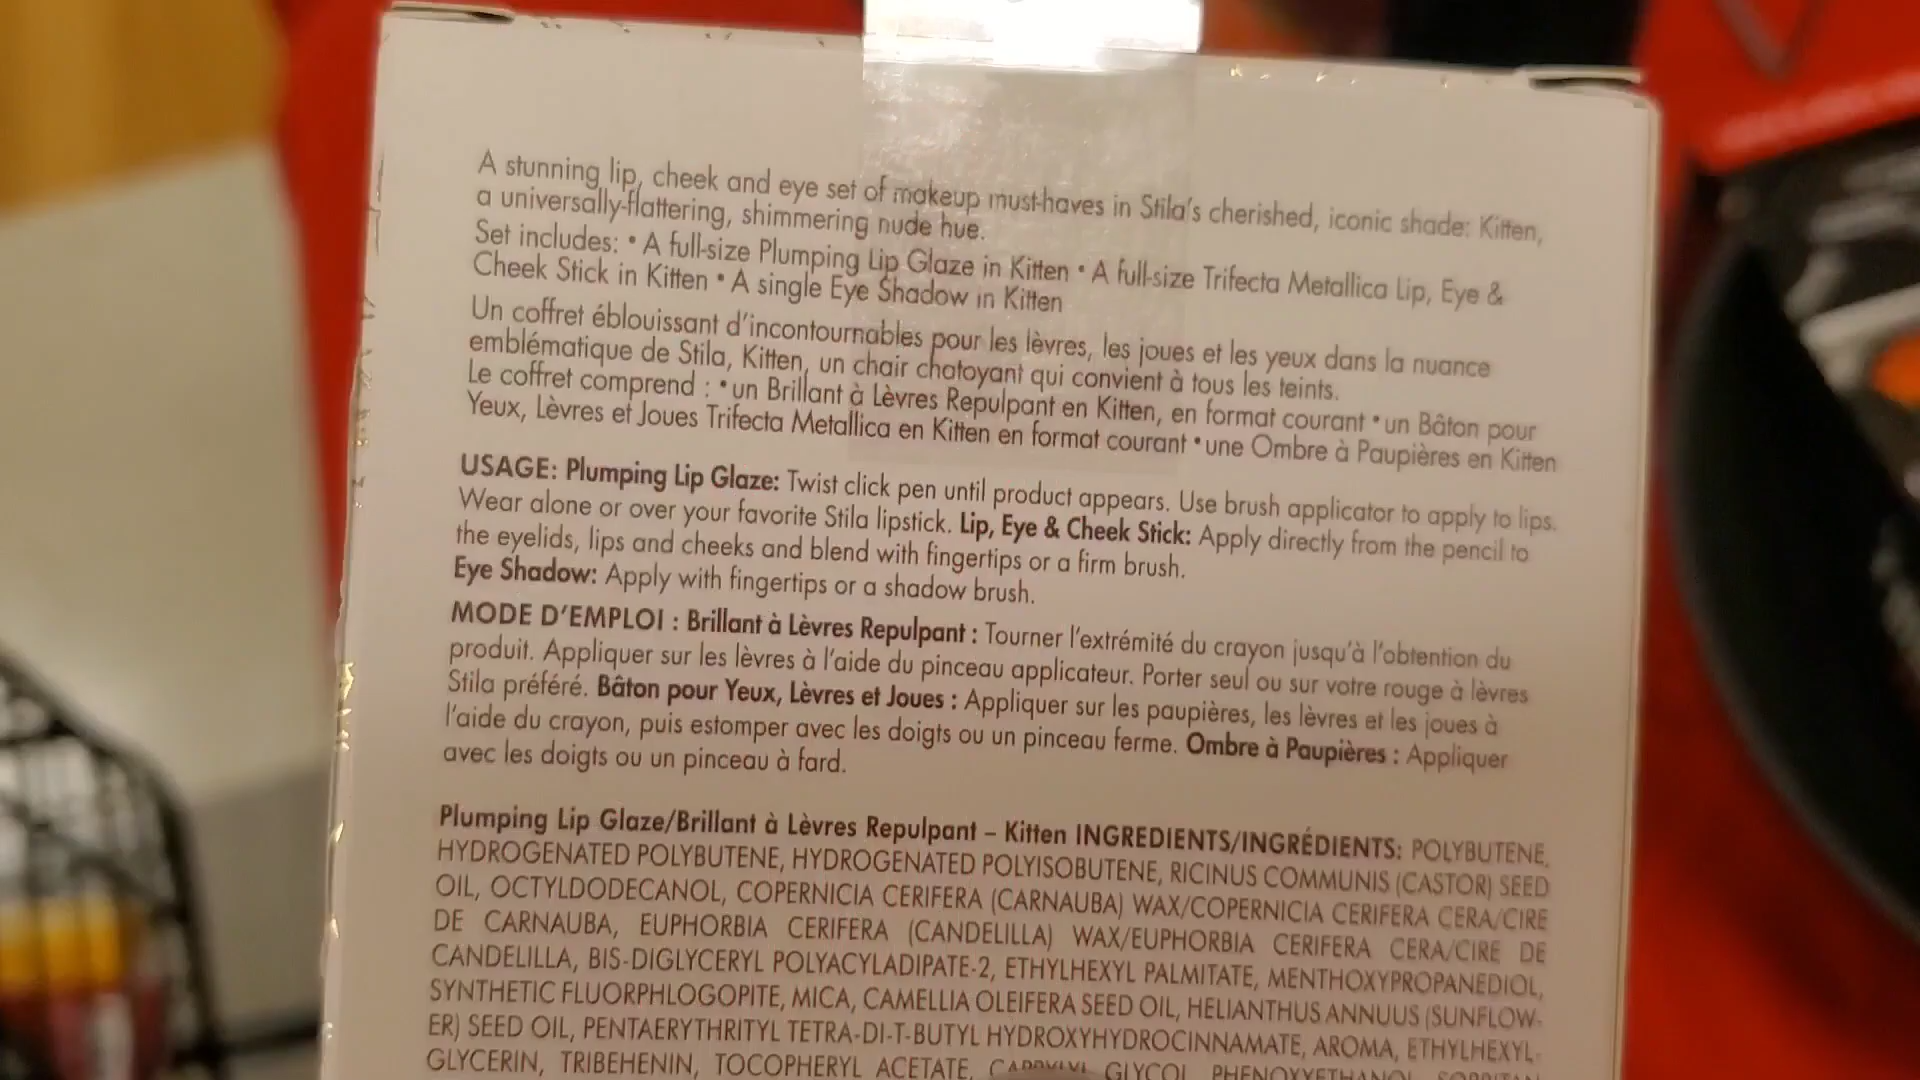 A stunning lip, cheek and eye set of makeup must-haves in Stila's cherished, iconic shade: Kitten,
a universally-flattering, shimmering nude hue.
Set includes: • A full-size Plumping Lip Glaze in Kitten • A full-size Trifecta Metallica Lip, Eye &
Cheek Stick in Kitten • A single Eye Shadow in Kitten
Un coffret éblouissant d'incontournables pour les lèvres, les joues et les yeux dans la nuance
emblématique de Stila, Kitten, un chair chatoyant qui convient à tous les teints.
Le coffret comprend : • un Brillant à Lèvres Repulpant en Kitten, en format courant • un Bâton pour
Yeux, Lèvres et Joues Trifecta Metallica en Kitten en format courant • une Ombre à Paupières en Kitten
USAGE: Plumping Lip Glaze: Twist click pen until product appears. Use brush applicator to apply to lips.
Wear alone or over your favorite Stila lipstick. Lip, Eye & Cheek Stick: Apply directly from the pencil to
the eyelids, lips and cheeks and blend with fingertips or a firm brush.
Eye Shadow: Apply with fingertips or a shadow brush.
MODE D'EMPLOI : Brillant à Lèvres Repulpant : Tourner l'extrémité du crayon jusqu'à l'obtention du
produit. Appliquer sur les lèvres à l'aide du pinceau applicateur. Porter seul ou sur votre rouge à lèvres
Stila préféré. Bâton pour Yeux, Lèvres et Joues : Appliquer sur les paupières, les lèvres et les joues à
l'aide du crayon, puis estomper avec les doigts ou un pinceau ferme. Ombre à Paupières : Appliquer
avec les doigts ou un pinceau à fard.
Plumping Lip Glaze/Brillant à Lèvres Repulpant – Kitten INGREDIENTS/INGRÉDIENTS: POLYBUTENE,
HYDROGENATED POLYBUTENE, HYDROGENATED POLYISOBUTENE, RICINUS COMMUNIS (CASTOR) SEED
OIL, OCTYLDODECANOL, COPERNICIA CERIFERA (CARNAUBA) WAX/COPERNICIA CERIFERA CERA/CIRE
DE CARNAUBA, EUPHORBIA CERIFERA (CANDELILLA) WAX/EUPHORBIA CERIFERA CERA/CIRE DE
CANDELILLA, BIS-DIGLYCERYL POLYACYLADIPATE-2, ETHYLHEXYL PALMITATE, MENTHOXYPROPANEDIOL,
SYNTHETIC FLUORPHLOGOPITE, MICA, CAMELLIA OLEIFERA SEED OIL, HELIANTHUS ANNUUS (SUNFLOW-
ER) SEED OIL, PENTAERYTHRITYL TETRA-DI-T-BUTYL HYDROXYHYDROCINNAMATE, AROMA, ETHYLHEXYL-
GLYCERIN, TRIBEHENIN, TOCOPHERYL ACETATE, CAPRYLYL GLYCOL, PHENOXYETHANOL,